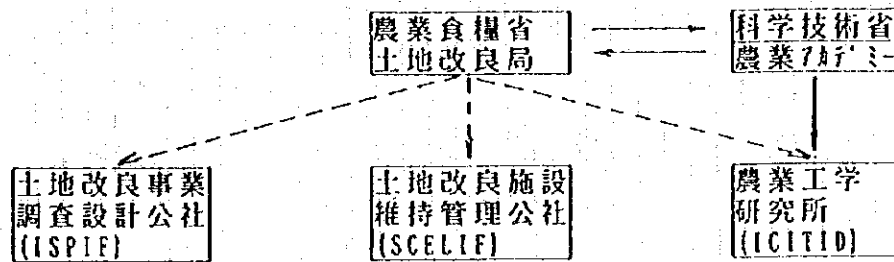 農業食糧省
土地改良局
科学技術省
農業ｱｶﾃﾞﾐｰ
土地改良事業
調査設計公社
(ISPIF)
土地改良施設
維持管理公社
(SCELIF)
農業工学
研究所
(ICITID)